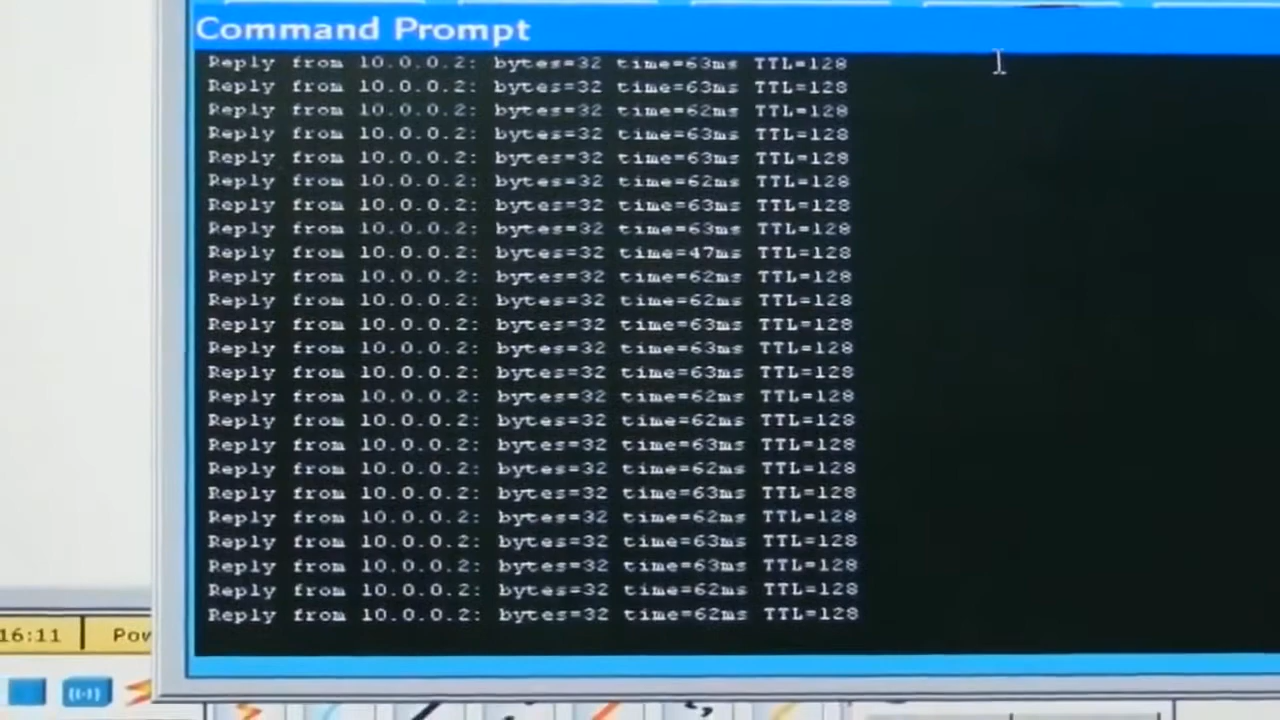 Command Prompt
Reply from 10.0.0.2: bytes=32 time=63ms TTL=128
Reply from 10.0.0.2: bytes=32 time=63ms TTL=128
Reply from 10.0.0.2: bytes=32 time=62ms TTL=128
Reply from 10.0.0.2: bytes=32 time=63ms TTL=128
Reply from 10.0.0.2: bytes=32 time=63ms TTL=128
Reply from 10.0.0.2: bytes=32 time=62ms TTL=128
Reply from 10.0.0.2: bytes=32 time=63ms TTL=128
Reply from 10.0.0.2: bytes=32 time=63ms TTL=128
Reply from 10.0.0.2: bytes=32 time=47ms TTL=128
Reply from 10.0.0.2: bytes=32 time=62ms TTL=128
Reply from 10.0.0.2: bytes=32 time=62ms TTL=128
Reply from 10.0.0.2: bytes=32 time=63ms TTL=128
Reply from 10.0.0.2: bytes=32 time=63ms TTL=128
Reply from 10.0.0.2: bytes=32 time=63ms TTL=128
Reply from 10.0.0.2: bytes=32 time=62ms TTL=128
Reply from 10.0.0.2: bytes=32 time=62ms TTL=128
Reply from 10.0.0.2: bytes=32 time=63ms TTL=128
Reply from 10.0.0.2: bytes=32 time=62ms TTL=128
Reply from 10.0.0.2: bytes=32 time=63ms TTL=128
Reply from 10.0.0.2: bytes=32 time=62ms TTL=128
Reply from 10.0.0.2: bytes=32 time=63ms TTL=128
Reply from 10.0.0.2: bytes=32 time=63ms TTL=128
Reply from 10.0.0.2: bytes=32 time=62ms TTL=128
Reply from 10.0.0.2: bytes=32 time=62ms TTL=128
16:11 Pow